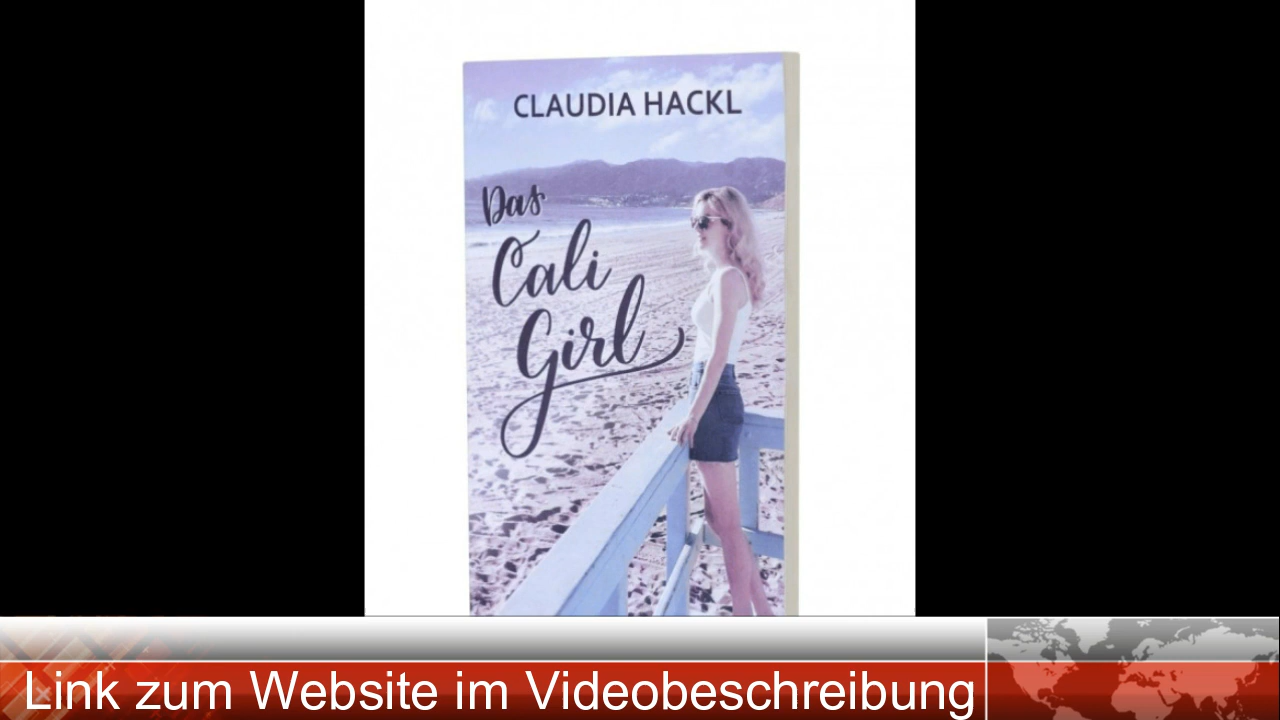 CLAUDIA HACKL
Das
Cali
Girl
Link zum Website im Videobeschreibung